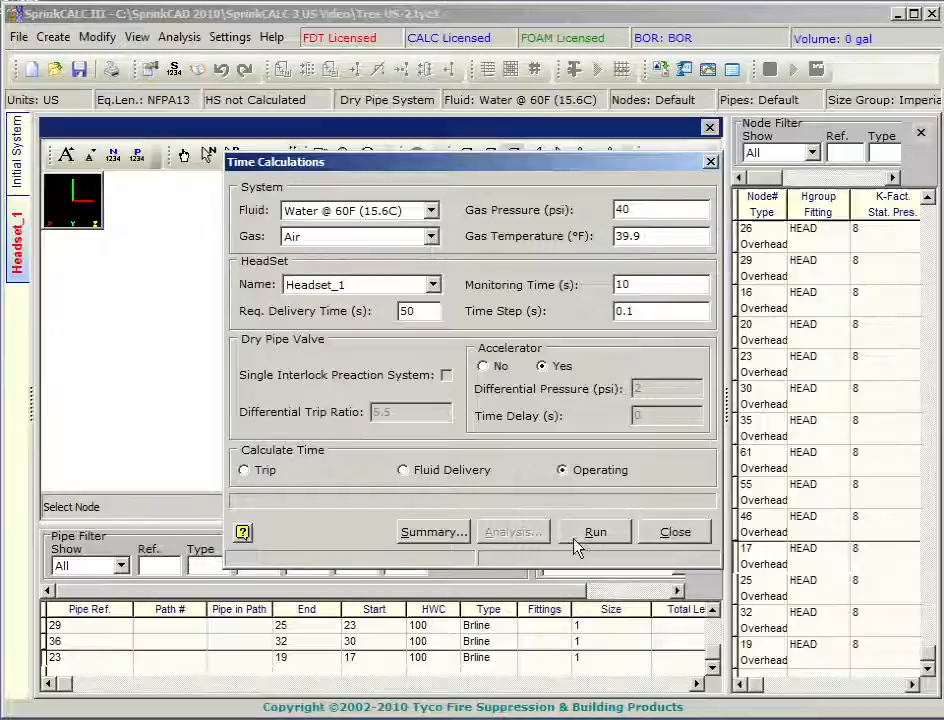 SprinkCALC III - C:\SprinkCAD 2010\SprinkCALC 3 US Video\Tree US-2.tyct
File Create Modify View Analysis Settings Help FDT Licensed CALC Licensed FOAM Licensed BOR: BOR Volume: 0 gal
S 1234
Units: US Eq.Len.: NFPA13 HS not Calculated Dry Pipe System Fluid: Water @ 60F (15.6C) Nodes: Default Pipes: Default Size Group: Imperia
Initial System
Headset_1
A A N 1234 P 1234 N
Time Calculations
System
Fluid: Water @ 60F (15.6C) Gas Pressure (psi): 40
Gas: Air Gas Temperature (°F): 39.9
HeadSet
Name: Headset_1 Monitoring Time (s): 10
Req. Delivery Time (s): 50 Time Step (s): 0.1
Dry Pipe Valve
Accelerator
No Yes
Single Interlock Preaction System:
Differential Pressure (psi): 2
Differential Trip Ratio: 5.5
Time Delay (s): 0
Calculate Time
Trip Fluid Delivery Operating
Summary... Analysis... Run Close
Select Node
Pipe Filter
Show Ref. Type
All
Pipe Ref. Path # Pipe in Path End Start HWC Type Fittings Size Total Le
29 25 23 100 Brline 1
36 32 30 100 Brline 1
23 19 17 100 Brline 1
Node Filter
Show Ref. Type
All
Node# Hgroup K-Fact.
Type Fitting Stat. Pres.
26 HEAD 8
Overhead
29 HEAD 8
Overhead
16 HEAD 8
Overhead
20 HEAD 8
Overhead
23 HEAD 8
Overhead
30 HEAD 8
Overhead
35 HEAD 8
Overhead
61 HEAD 8
Overhead
55 HEAD 8
Overhead
46 HEAD 8
Overhead
17 HEAD 8
Overhead
25 HEAD 8
Overhead
32 HEAD 8
Overhead
19 HEAD 8
Overhead
Copyright ©2002-2010 Tyco Fire Suppression & Building Products